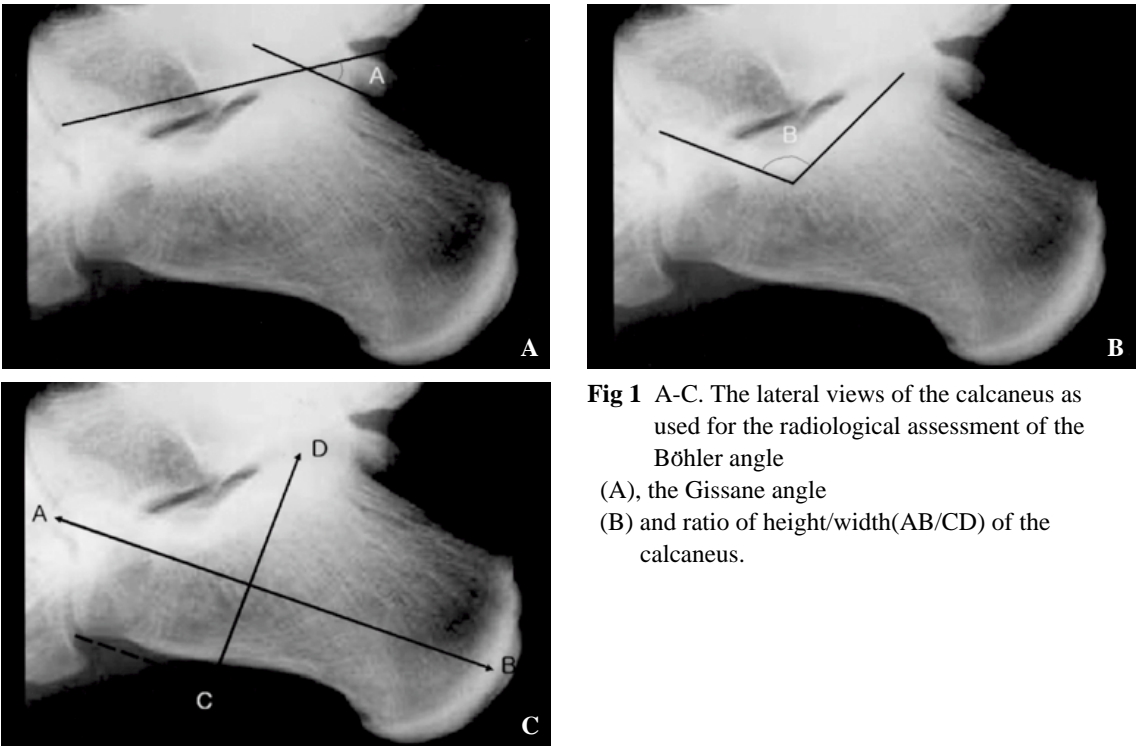 A
A
B
B
Fig 1 A-C. The lateral views of the calcaneus as
used for the radiological assessment of the
Böhler angle
(A), the Gissane angle
(B) and ratio of height/width(AB/CD) of the
calcaneus.
D
A
B
C
C